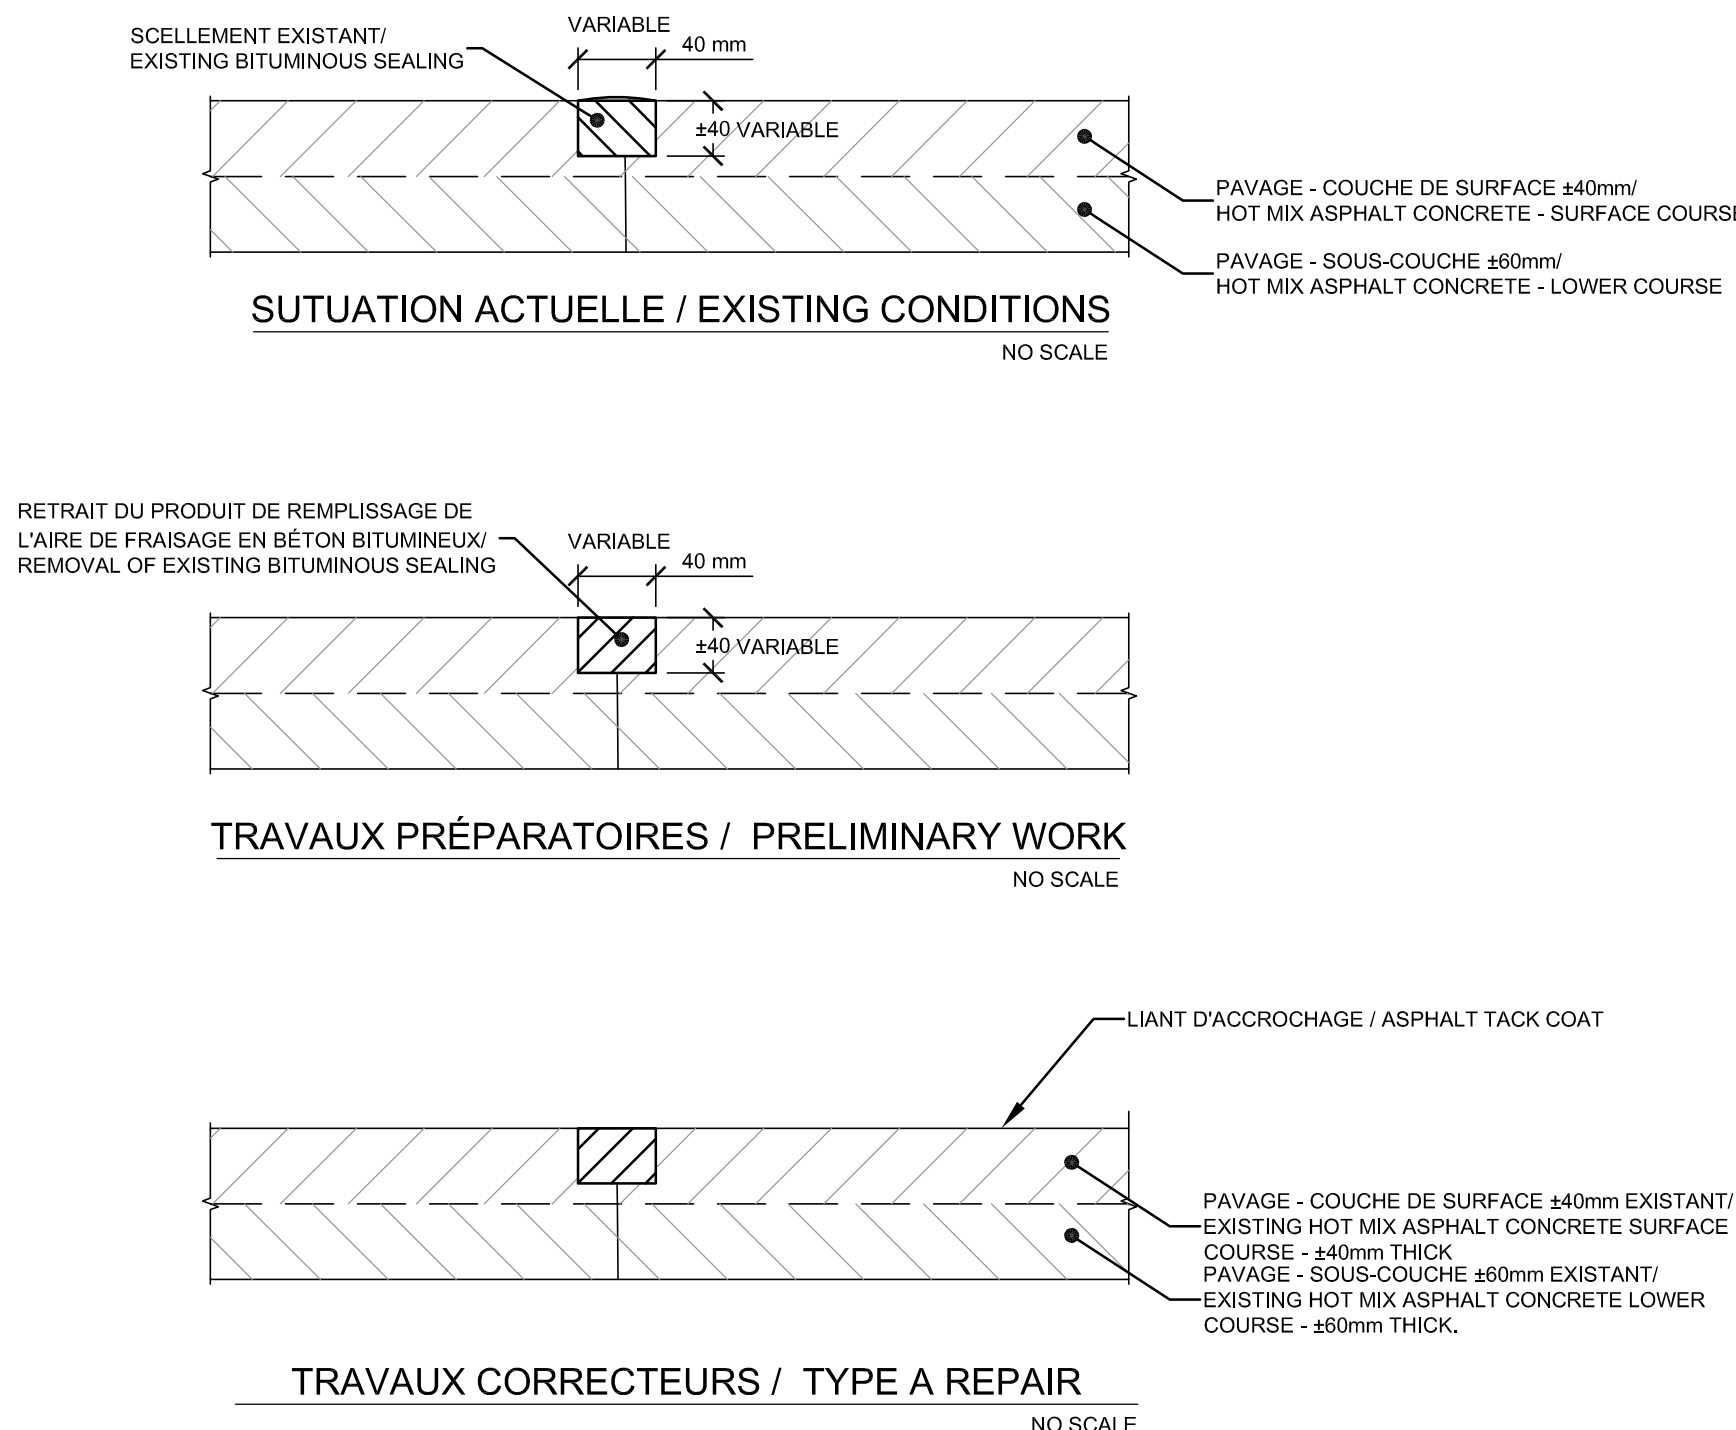 SCELLEMENT EXISTANT/
EXISTING BITUMINOUS SEALING
VARIABLE
40 mm
±40 VARIABLE
PAVAGE - COUCHE DE SURFACE ±40mm/
HOT MIX ASPHALT CONCRETE - SURFACE COURSE
PAVAGE - SOUS-COUCHE ±60mm/
HOT MIX ASPHALT CONCRETE - LOWER COURSE
SUTUATION ACTUELLE / EXISTING CONDITIONS
NO SCALE
RETRAIT DU PRODUIT DE REMPLISSAGE DE
L'AIRE DE FRAISAGE EN BÉTON BITUMINEUX/
REMOVAL OF EXISTING BITUMINOUS SEALING
VARIABLE
40 mm
±40 VARIABLE
TRAVAUX PRÉPARATOIRES / PRELIMINARY WORK
NO SCALE
LIANT D'ACCROCHAGE / ASPHALT TACK COAT
PAVAGE - COUCHE DE SURFACE ±40mm EXISTANT/
EXISTING HOT MIX ASPHALT CONCRETE SURFACE
COURSE - ±40mm THICK
PAVAGE - SOUS-COUCHE ±60mm EXISTANT/
EXISTING HOT MIX ASPHALT CONCRETE LOWER
COURSE - ±60mm THICK.
TRAVAUX CORRECTEURS / TYPE A REPAIR
NO SCALE